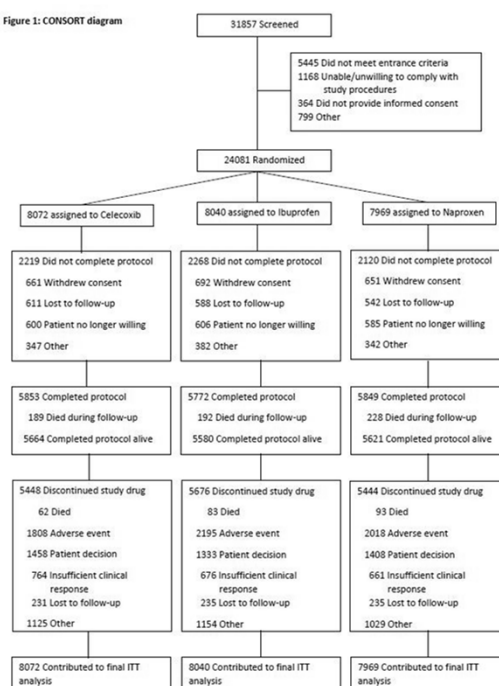 Figure 1: CONSORT diagram
31857 Screened
5445 Did not meet entrance criteria
1168 Unable/unwilling to comply with
study procedures
364 Did not provide informed consent
799 Other
24081 Randomized
8072 assigned to Celecoxib
8040 assigned to Ibuprofen
7969 assigned to Naproxen
2219 Did not complete protocol
661 Withdrew consent
611 Lost to follow-up
600 Patient no longer willing
347 Other
2268 Did not complete protocol
692 Withdrew consent
588 Lost to follow-up
606 Patient no longer willing
382 Other
2120 Did not complete protocol
651 Withdrew consent
542 Lost to follow-up
585 Patient no longer willing
342 Other
5853 Completed protocol
189 Died during follow-up
5664 Completed protocol alive
5772 Completed protocol
192 Died during follow-up
5580 Completed protocol alive
5849 Completed protocol
228 Died during follow-up
5621 Completed protocol alive
5448 Discontinued study drug
62 Died
1808 Adverse event
1458 Patient decision
764 Insufficient clinical
response
231 Lost to follow-up
1125 Other
5676 Discontinued study drug
83 Died
2195 Adverse event
1333 Patient decision
676 Insufficient clinical
response
235 Lost to follow-up
1154 Other
5444 Discontinued study drug
93 Died
2018 Adverse event
1408 Patient decision
661 Insufficient clinical
response
235 Lost to follow-up
1029 Other
8072 Contributed to final ITT
analysis
8040 Contributed to final ITT
analysis
7969 Contributed to final ITT
analysis